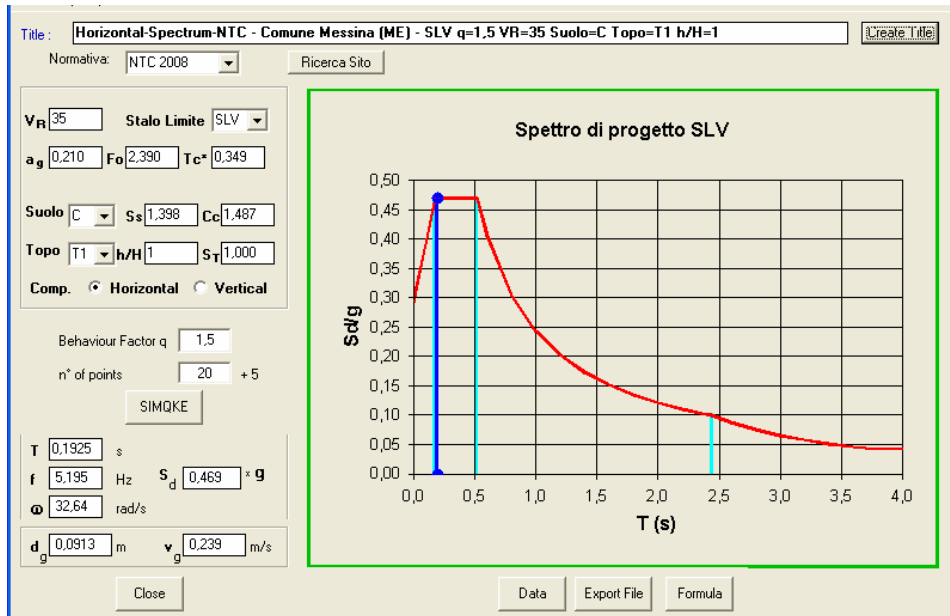 Title : Horizontal-Spectrum-NTC - Comune Messina (ME) - SLV q=1,5 VR=35 Suolo=C Topo=T1 h/H=1 Create Title
Normativa: NTC 2008 Ricerca Sito
VR 35 Stalo Limite SLV
ag 0,210 Fo 2,390 Tc* 0,349
Suolo C Ss 1,398 Cc 1,487
Topo T1 h/H 1 ST 1,000
Comp. Horizontal Vertical
Behaviour Factor q 1,5
n° of points 20 + 5
SIMQKE
T 0,1925 s
f 5,195 Hz Sd 0,469 x g
ω 32,64 rad/s
dg 0,0913 m vg 0,239 m/s
Close
Spettro di progetto SLV
Sd/g
0,50
0,45
0,40
0,35
0,30
0,25
0,20
0,15
0,10
0,05
0,00
0,0 0,5 1,0 1,5 2,0 2,5 3,0 3,5 4,0
T (s)
Data Export File Formula